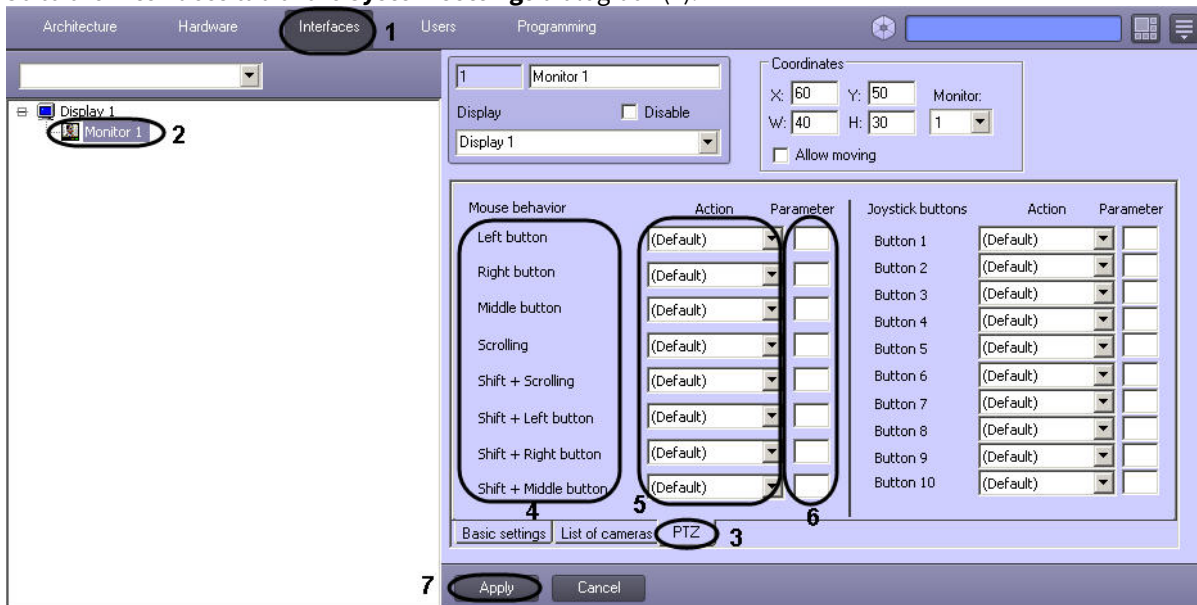 Architecture Hardware Interfaces 1 Users Programming
1 Monitor 1
Display Disable
Display 1
Coordinates
X: 60 Y: 50 Monitor:
W: 40 H: 30 1
Allow moving
Display 1
Monitor 1 2
Mouse behavior Action Parameter
Left button (Default)
Right button (Default)
Middle button (Default)
Scrolling (Default)
Shift + Scrolling (Default)
Shift + Left button (Default)
Shift + Right button (Default)
Shift + Middle button (Default)
4 5 6
Joystick buttons Action Parameter
Button 1 (Default)
Button 2 (Default)
Button 3 (Default)
Button 4 (Default)
Button 5 (Default)
Button 6 (Default)
Button 7 (Default)
Button 8 (Default)
Button 9 (Default)
Button 10 (Default)
Basic settings List of cameras PTZ 3
7 Apply Cancel